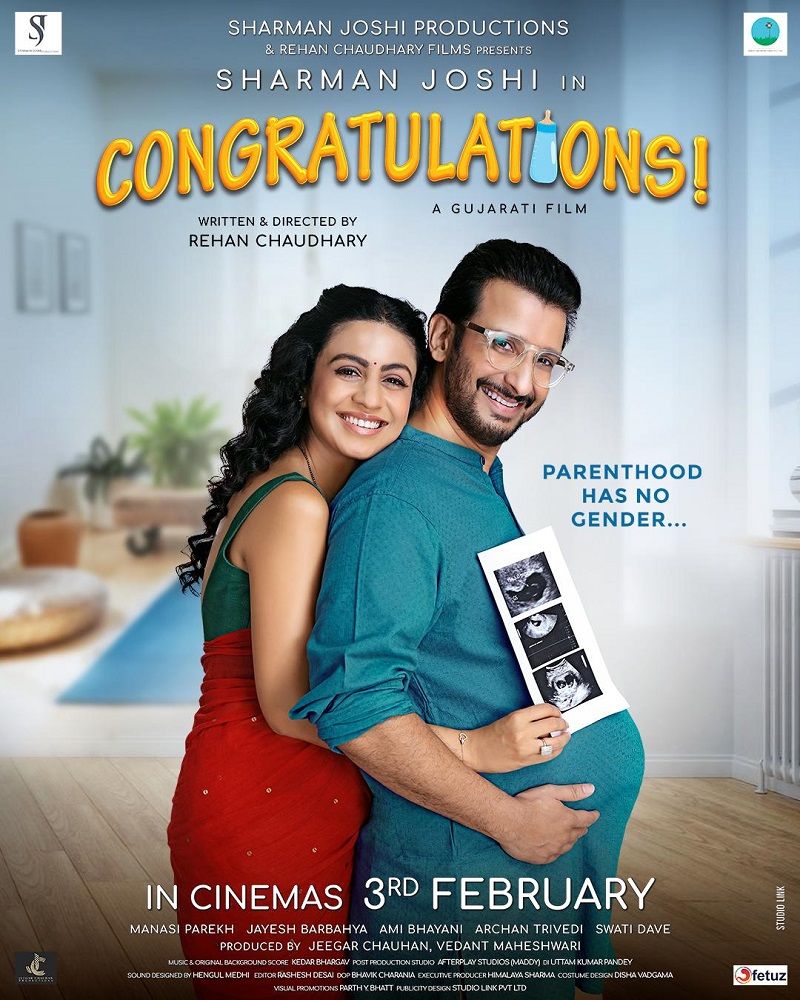 SJ
SHARMAN JOSHI PRODUCTIONS
& REHAN CHAUDHARY FILMS PRESENTS
SHARMAN JOSHI IN
CONGRATULATIONS!
A GUJARATI FILM
WRITTEN & DIRECTED BY
REHAN CHAUDHARY
PARENTHOOD
HAS NO
GENDER...
IN CINEMAS 3RD FEBRUARY
MANASI PAREKH JAYESH BARBAHYA AMI BHAYANI ARCHAN TRIVEDI SWATI DAVE
PRODUCED BY JEEGAR CHAUHAN, VEDANT MAHESHWARI
MUSIC & ORIGINAL BACKGROUND SCORE KEDAR BHARGAV POST PRODUCTION STUDIO AFTERPLAY STUDIOS (MADDY) DI UTTAM KUMAR PANDEY
SOUND DESIGNED BY HENGUL MEDHI EDITOR RASHESH DESAI DOP BHAVIK CHARANIA EXECUTIVE PRODUCER HIMALAYA SHARMA COSTUME DESIGN DISHA VADGAMA
VISUAL PROMOTIONS PARTH Y. BHATT PUBLICITY DESIGN STUDIO LINK PVT LTD
STUDIO LINK
fetuz